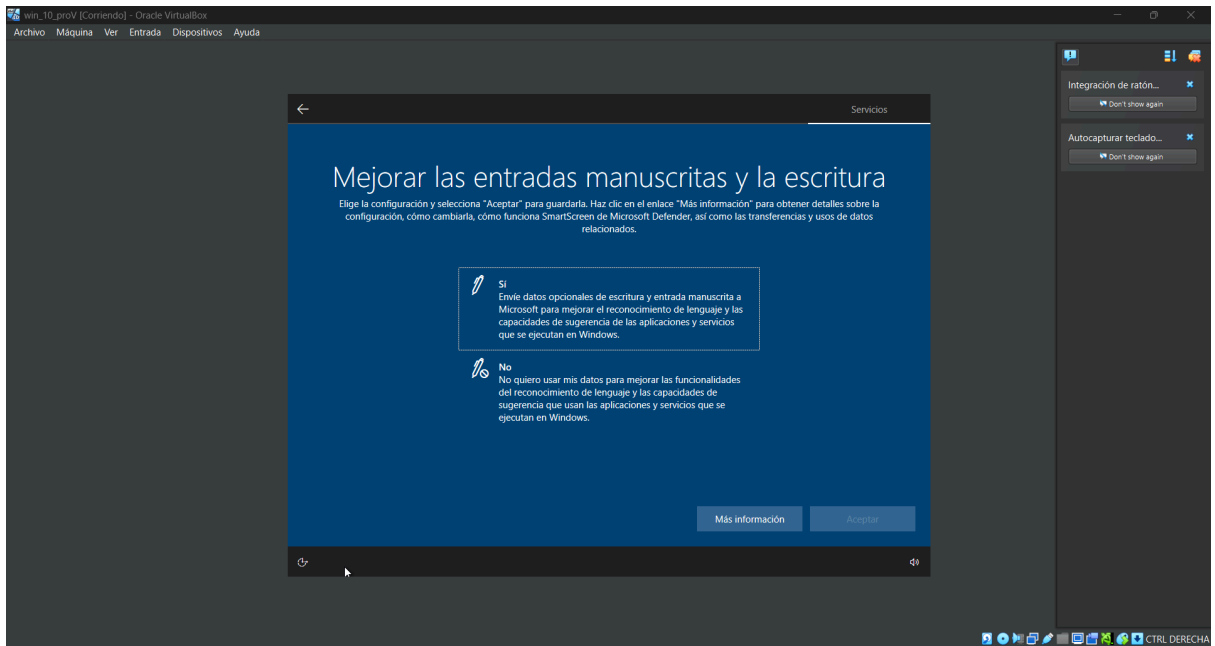 win_10_proV [Corriendo] - Oracle VirtualBox
Archivo Máquina Ver Entrada Dispositivos Ayuda
Integración de ratón...
Don't show again
Autocapturar teclado...
Don't show again
Servicios
Mejorar las entradas manuscritas y la escritura
Elige la configuración y selecciona "Aceptar" para guardarla. Haz clic en el enlace "Más información" para obtener detalles sobre la
configuración, cómo cambiarla, cómo funciona SmartScreen de Microsoft Defender, así como las transferencias y usos de datos
relacionados.
Sí
Envíe datos opcionales de escritura y entrada manuscrita a
Microsoft para mejorar el reconocimiento de lenguaje y las
capacidades de sugerencia de las aplicaciones y servicios
que se ejecutan en Windows.
No
No quiero usar mis datos para mejorar las funcionalidades
del reconocimiento de lenguaje y las capacidades de
sugerencia que usan las aplicaciones y servicios que se
ejecutan en Windows.
Más información
Aceptar
CTRL DERECHA